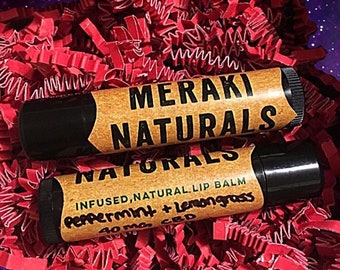 MERAKI
NATURALS
NATURALS
INFUSED, NATURAL. LIP BALM
Peppermint + Lemongrass
40 mg CBD